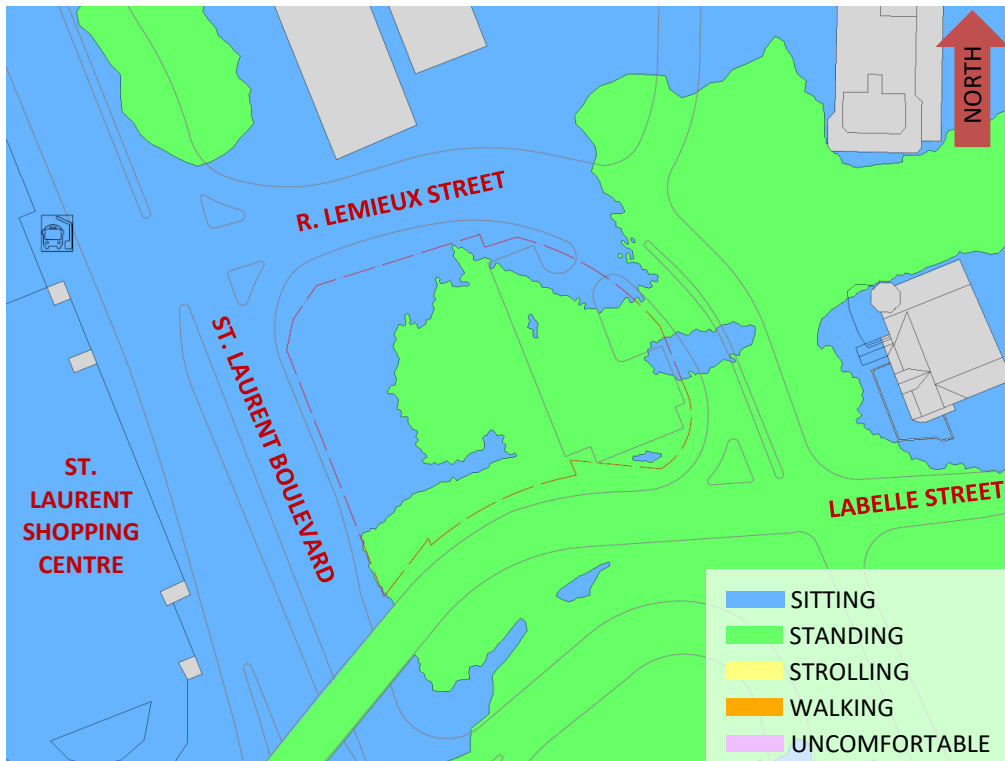 NORTH
R. LEMIEUX STREET
ST. LAURENT BOULEVARD
ST.
LAURENT
SHOPPING
CENTRE
LABELLE STREET
SITTING
STANDING
STROLLING
WALKING
UNCOMFORTABLE